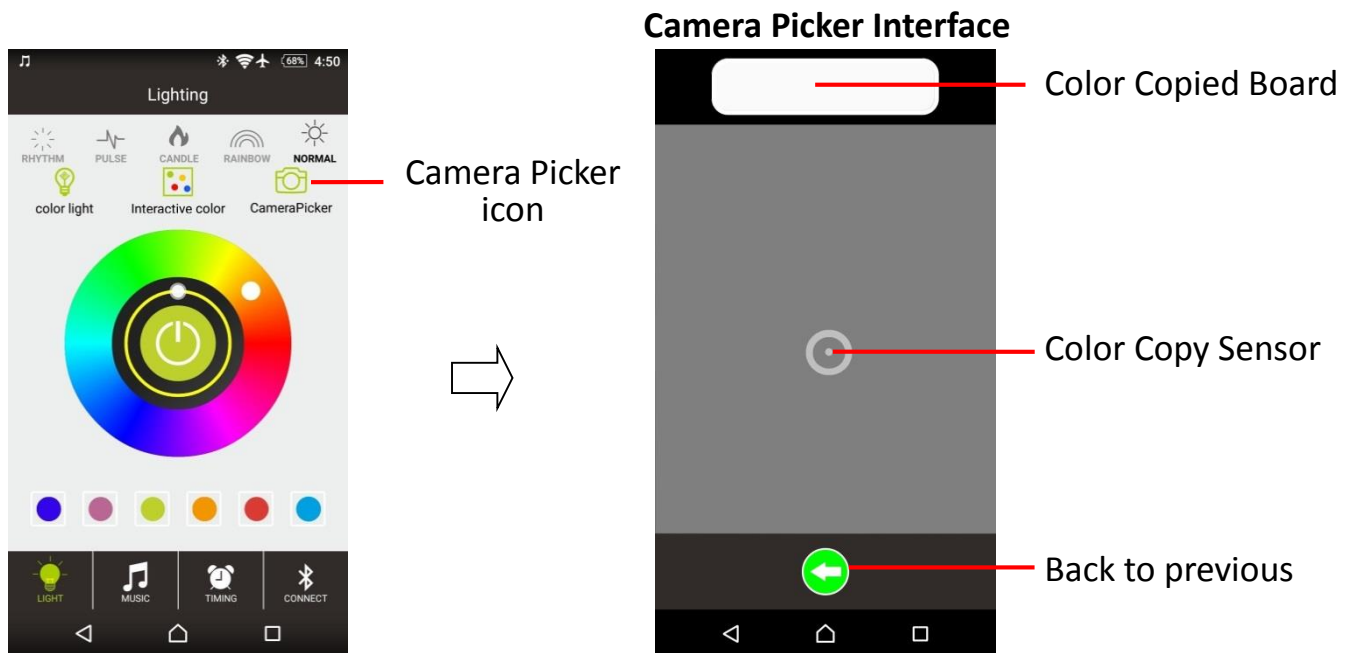 Camera Picker Interface
68% 4:50
Lighting
RHYTHM PULSE CANDLE RAINBOW NORMAL
color light Interactive color CameraPicker
LIGHT MUSIC TIMING CONNECT
Camera Picker
icon
Color Copied Board
Color Copy Sensor
Back to previous